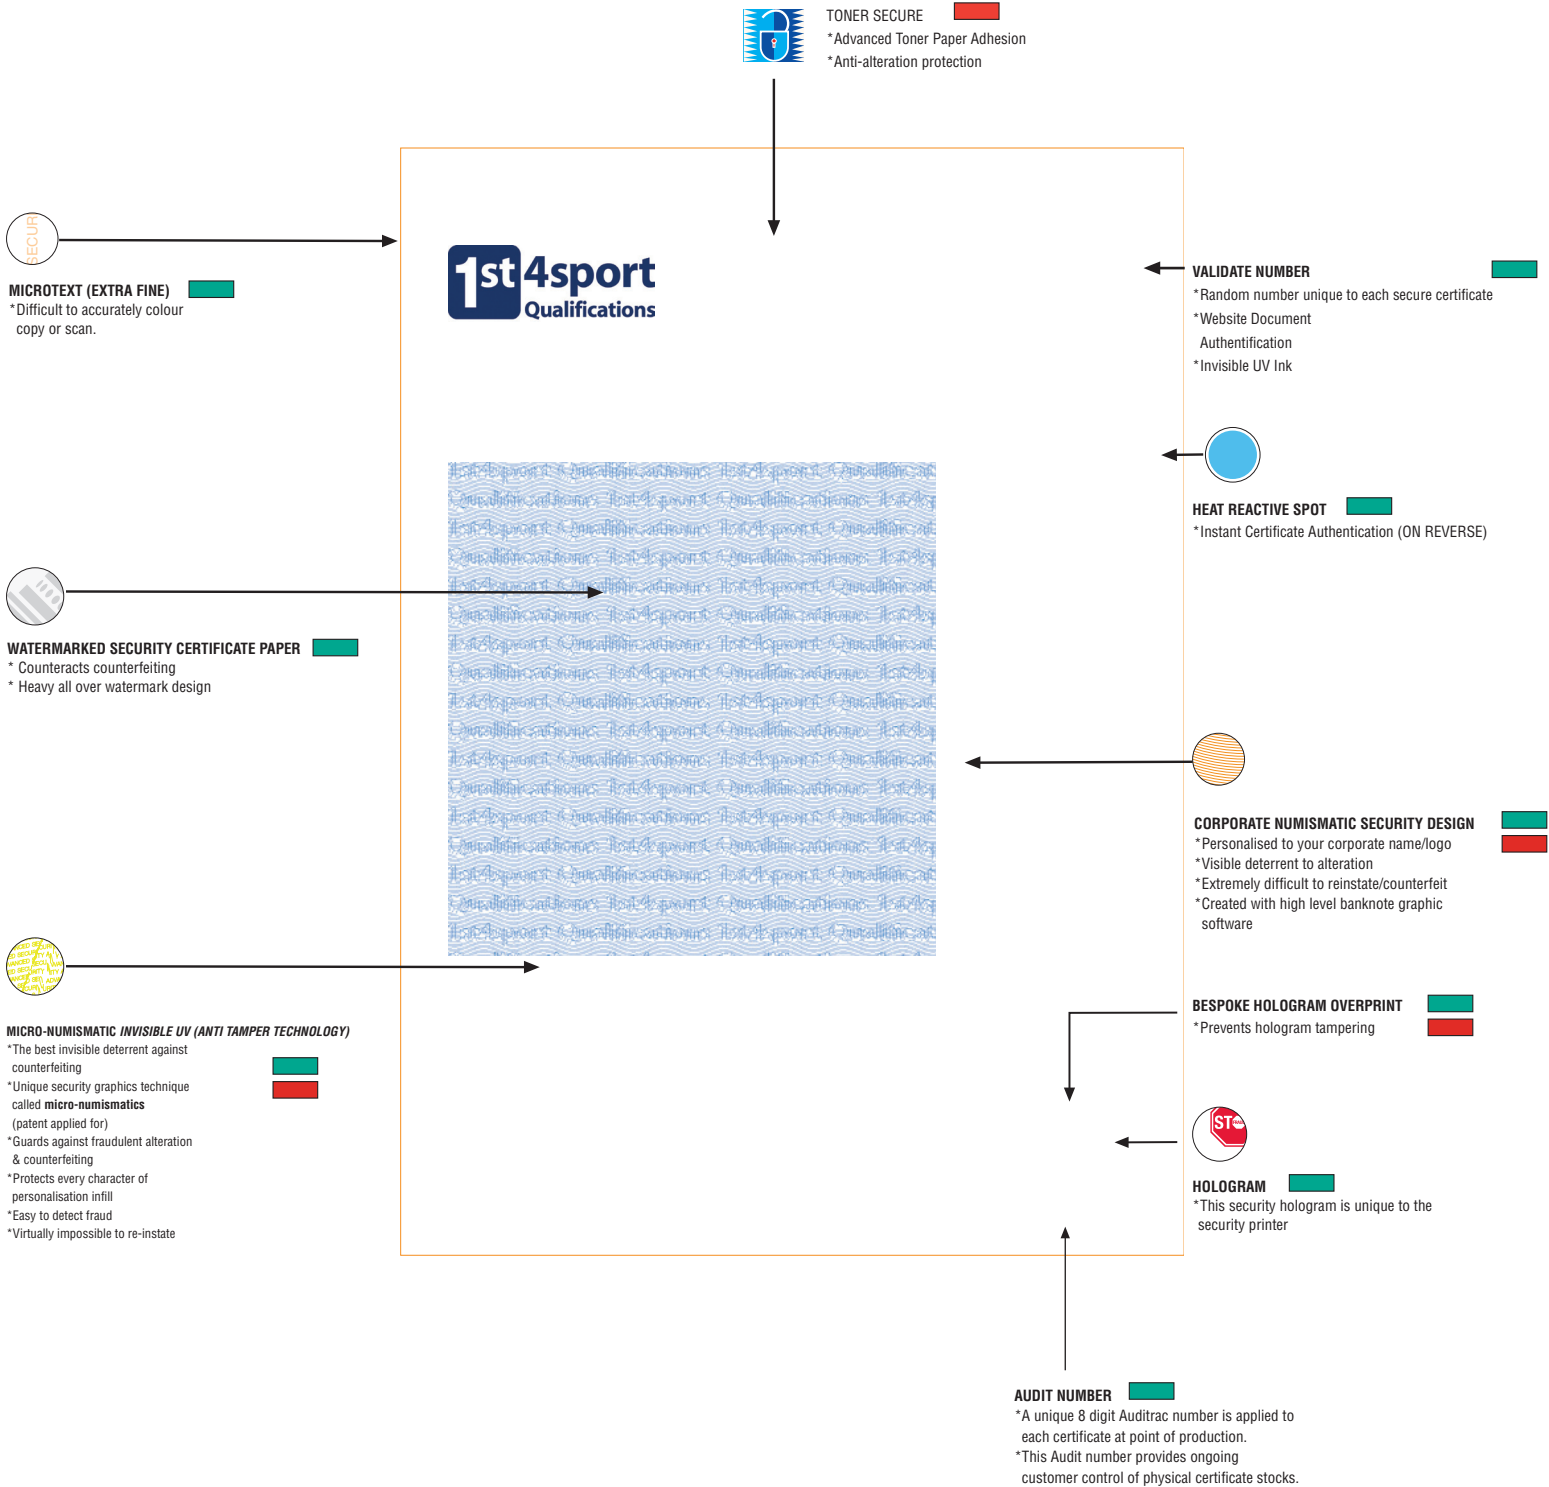 TONER SECURE
*Advanced Toner Paper Adhesion
*Anti-alteration protection
SECUR
MICROTEXT (EXTRA FINE)
*Difficult to accurately colour
copy or scan.
1st4sport
Qualifications
VALIDATE NUMBER
*Random number unique to each secure certificate
*Website Document
Authentification
*Invisible UV Ink
HEAT REACTIVE SPOT
*Instant Certificate Authentication (ON REVERSE)
WATERMARKED SECURITY CERTIFICATE PAPER
* Counteracts counterfeiting
* Heavy all over watermark design
CORPORATE NUMISMATIC SECURITY DESIGN
*Personalised to your corporate name/logo
*Visible deterrent to alteration
*Extremely difficult to reinstate/counterfeit
*Created with high level banknote graphic
software
MICRO-NUMISMATIC INVISIBLE UV (ANTI TAMPER TECHNOLOGY)
*The best invisible deterrent against
counterfeiting
*Unique security graphics technique
called micro-numismatics
(patent applied for)
*Guards against fraudulent alteration
& counterfeiting
*Protects every character of
personalisation infill
*Easy to detect fraud
*Virtually impossible to re-instate
BESPOKE HOLOGRAM OVERPRINT
*Prevents hologram tampering
ST
HOLOGRAM
*This security hologram is unique to the
security printer
AUDIT NUMBER
*A unique 8 digit Auditrac number is applied to
each certificate at point of production.
*This Audit number provides ongoing
customer control of physical certificate stocks.